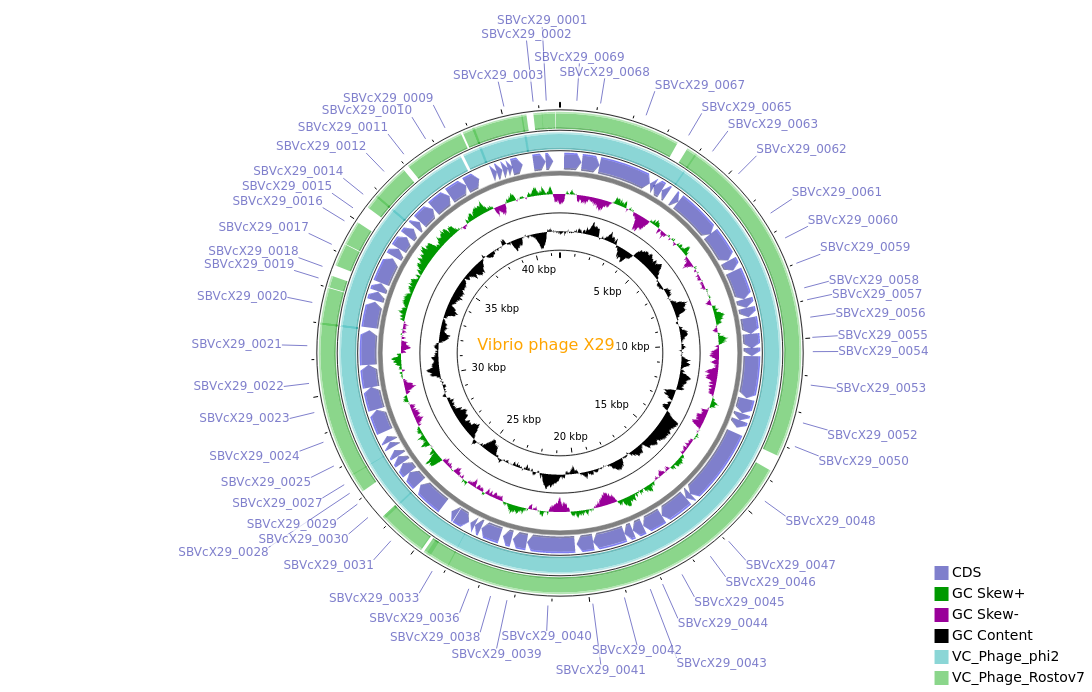 SBVcX29_0001
SBVcX29_0002
SBVcX29_0069
SBVcX29_0003
SBVcX29_0068
SBVcX29_0067
SBVcX29_0009
SBVcX29_0065
SBVcX29_0010
SBVcX29_0063
SBVcX29_0011
SBVcX29_0012
SBVcX29_0062
SBVcX29_0014
SBVcX29_0015
SBVcX29_0061
SBVcX29_0016
SBVcX29_0060
SBVcX29_0017
SBVcX29_0059
SBVcX29_0018
SBVcX29_0019
40 kbp
SBVcX29_0058
5 kbp
SBVcX29_0057
SBVcX29_0020
35 kbp
SBVcX29_0056
SBVcX29_0055
SBVcX29_0021
Vibrio phage X29
10 kbp
SBVcX29_0054
30 kbp
SBVcX29_0022
SBVcX29_0053
15 kbp
SBVcX29_0023
25 kbp
SBVcX29_0052
20 kbp
SBVcX29_0024
SBVcX29_0050
SBVcX29_0025
SBVcX29_0027
SBVcX29_0048
SBVcX29_0029
SBVcX29_0030
SBVcX29_0028
SBVcX29_0031
SBVcX29_0047
CDS
SBVcX29_0046
GC Skew+
SBVcX29_0033
SBVcX29_0045
GC Skew-
SBVcX29_0036
SBVcX29_0044
SBVcX29_0038
SBVcX29_0040
GC Content
SBVcX29_0039
SBVcX29_0042
VC_Phage_phi2
SBVcX29_0043
SBVcX29_0041
VC_Phage_Rostov7